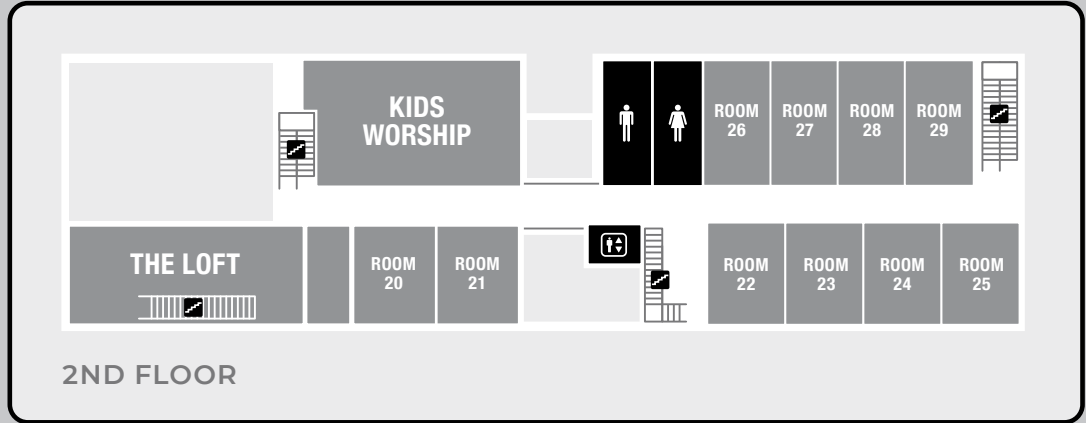 KIDS
WORSHIP
ROOM
26
ROOM
27
ROOM
28
ROOM
29
THE LOFT
ROOM
20
ROOM
21
ROOM
22
ROOM
23
ROOM
24
ROOM
25
2ND FLOOR